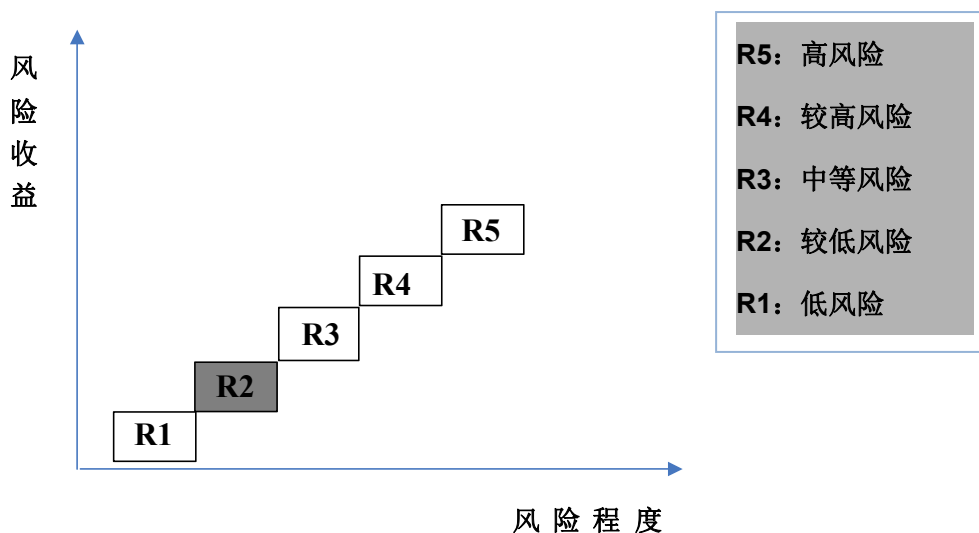 风险收益
R5
R4
R3
R2
R1
风险程度
R5：高风险
R4：较高风险
R3：中等风险
R2：较低风险
R1：低风险